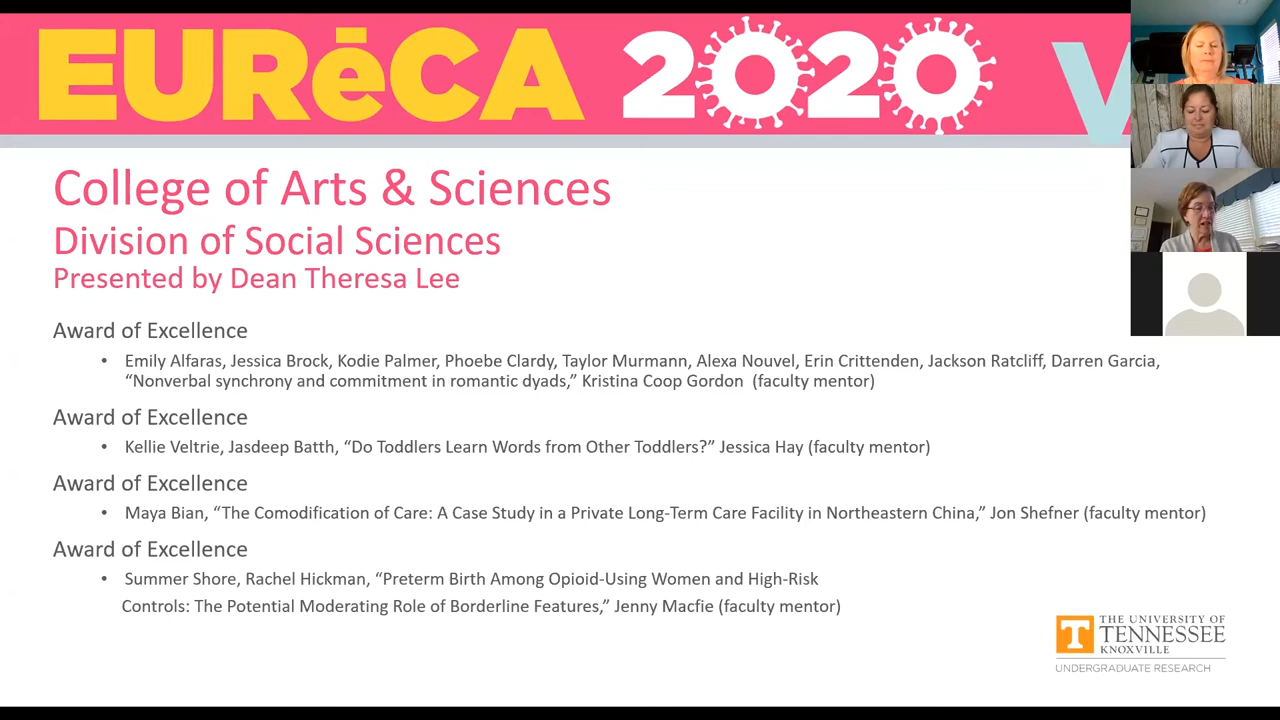 EURēCA 2020 V
College of Arts & Sciences
Division of Social Sciences
Presented by Dean Theresa Lee
Award of Excellence
• Emily Alfaras, Jessica Brock, Kodie Palmer, Phoebe Clardy, Taylor Murmann, Alexa Nouvel, Erin Crittenden, Jackson Ratcliff, Darren Garcia,
“Nonverbal synchrony and commitment in romantic dyads,” Kristina Coop Gordon (faculty mentor)
Award of Excellence
• Kellie Veltrie, Jasdeep Batth, “Do Toddlers Learn Words from Other Toddlers?” Jessica Hay (faculty mentor)
Award of Excellence
• Maya Bian, “The Comodification of Care: A Case Study in a Private Long-Term Care Facility in Northeastern China,” Jon Shefner (faculty mentor)
Award of Excellence
• Summer Shore, Rachel Hickman, “Preterm Birth Among Opioid-Using Women and High-Risk
Controls: The Potential Moderating Role of Borderline Features,” Jenny Macfie (faculty mentor)
T
THE UNIVERSITY OF
TENNESSEE
KNOXVILLE
UNDERGRADUATE RESEARCH